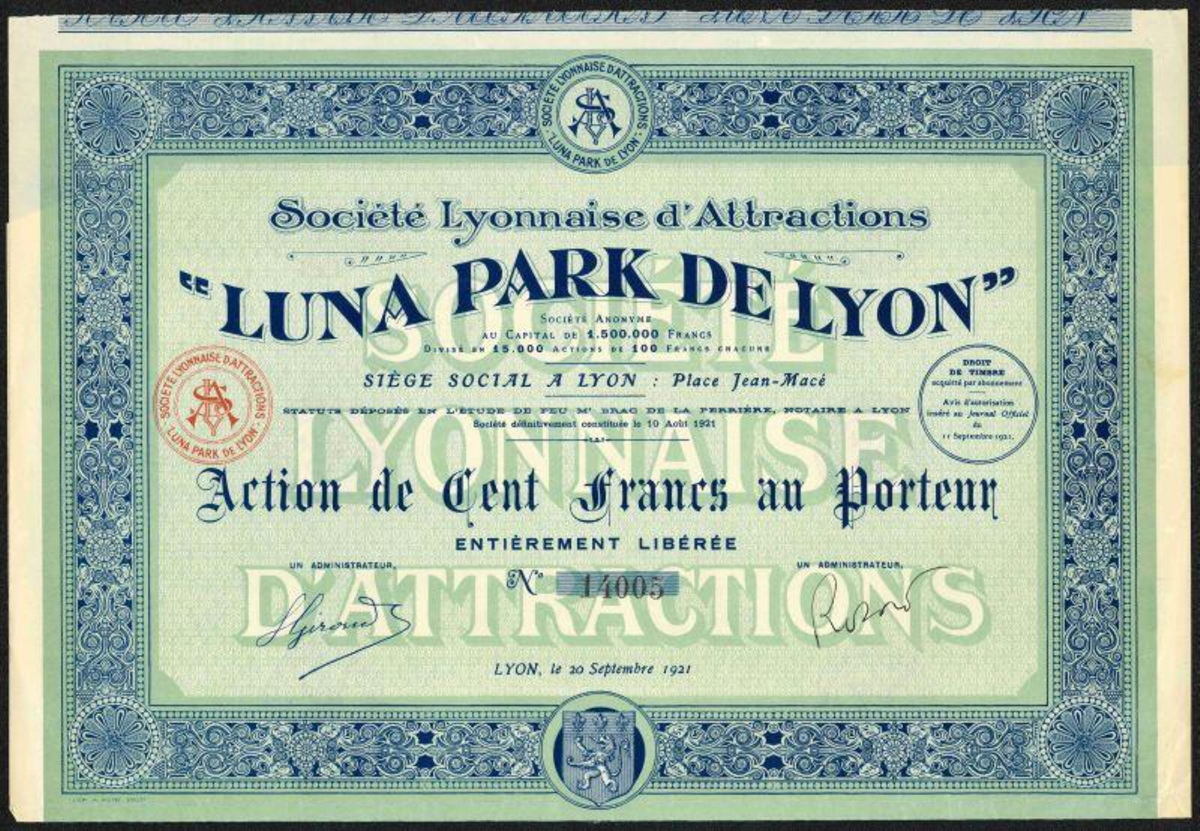 SOCIÉTÉ LYONNAISE D'ATTRACTIONS
LUNA PARK DE LYON
Société Lyonnaise d'Attractions
“LUNA PARK DE LYON”
SOCIÉTÉ ANONYME
AU CAPITAL DE 1.500.000 FRANCS
DIVISÉ EN 15.000 ACTIONS DE 100 FRANCS CHACUNE
SIÈGE SOCIAL A LYON : Place Jean-Macé
STATUTS DÉPOSÉS EN L'ÉTUDE DE FEU Mᵉ BRAC DE LA PERRIÈRE, NOTAIRE A LYON
Société définitivement constituée le 10 Août 1921
SOCIÉTÉ LYONNAISE D'ATTRACTIONS
LUNA PARK DE LYON
DROIT
DE TIMBRE
acquitté par abonnement
Avis d'autorisation
inséré au Journal Officiel
du
11 Septembre 1921.
SOCIÉTÉ
LYONNAISE
D'ATTRACTIONS
Action de Cent Francs au Porteur
ENTIÈREMENT LIBÉRÉE
UN ADMINISTRATEUR,
Nº 14005
UN ADMINISTRATEUR,
LYON, le 20 Septembre 1921